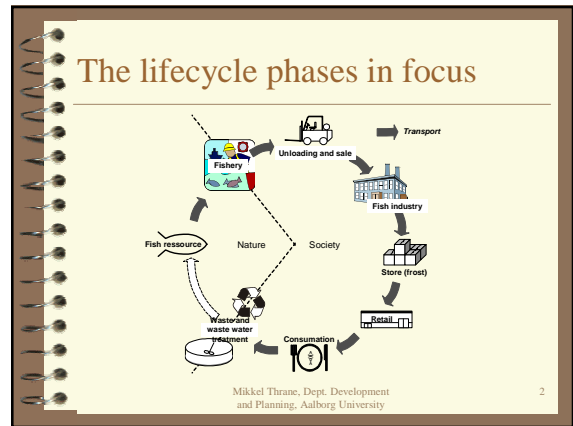 The lifecycle phases in focus
Transport
Unloading and sale
Fishery
Fish industry
Fish ressource
Nature
Society
Store (frost)
Retail
Waste and
waste water
treatment
Consumation
Mikkel Thrane, Dept. Development
and Planning, Aalborg University
2